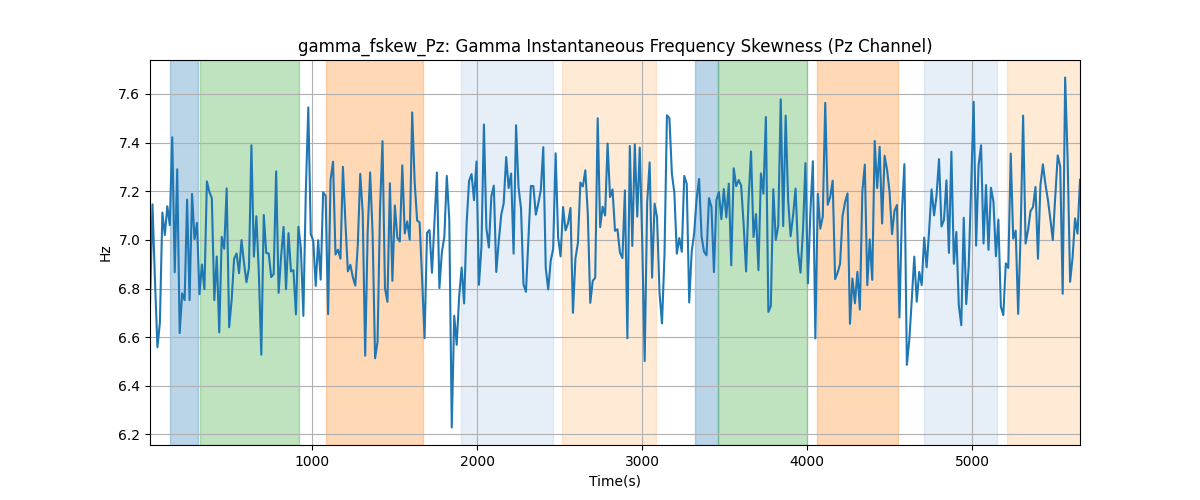 gamma_fskew_Pz: Gamma Instantaneous Frequency Skewness (Pz Channel)
7.6
7.4
7.2
7.0
6.8
6.6
6.4
6.2
Hz
1000 2000 3000 4000 5000
Time(s)